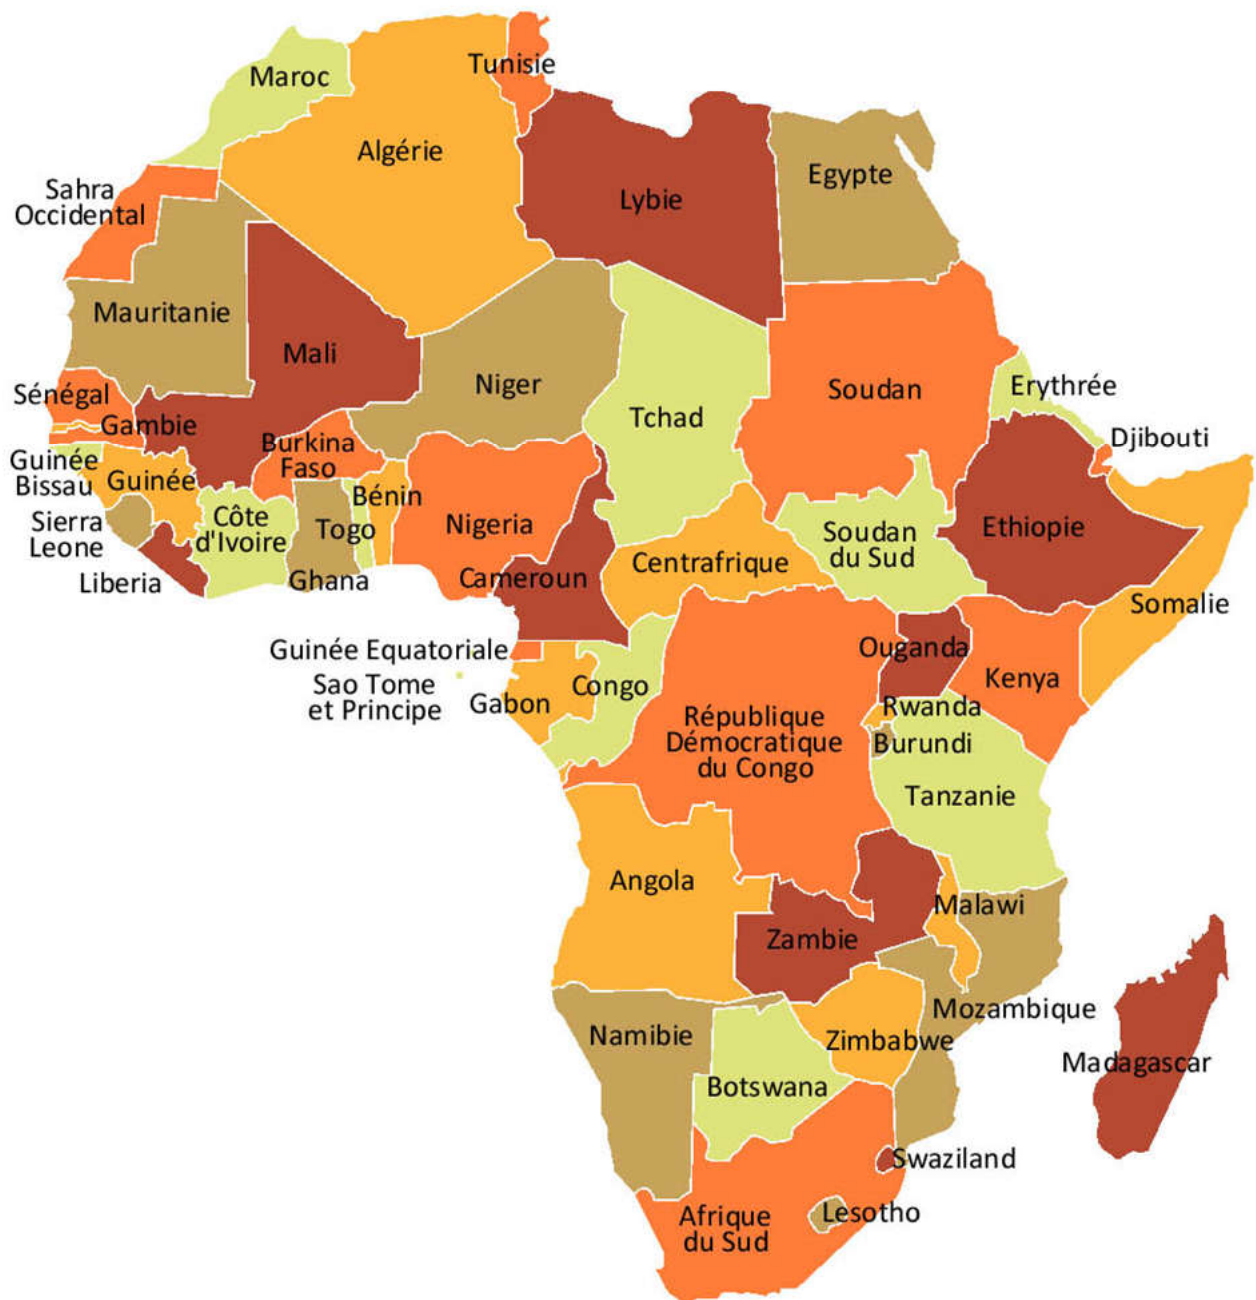 Tunisie
Maroc
Algérie
Egypte
Lybie
Sahra
Occidental
Mauritanie
Mali
Niger
Tchad
Soudan
Erythrée
Sénégal
Gambie
Djibouti
Burkina
Faso
Guinée
Bissau
Guinée
Bénin
Côte
d'Ivoire
Togo
Nigeria
Soudan
du Sud
Ethiopie
Sierra
Leone
Centrafrique
Liberia
Ghana
Cameroun
Somalie
Guinée Equatoriale
Ouganda
Sao Tome
et Principe
Gabon
Congo
Kenya
Rwanda
République
Démocratique
du Congo
Burundi
Tanzanie
Angola
Malawi
Zambie
Mozambique
Namibie
Zimbabwe
Madagascar
Botswana
Swaziland
Lesotho
Afrique
du Sud